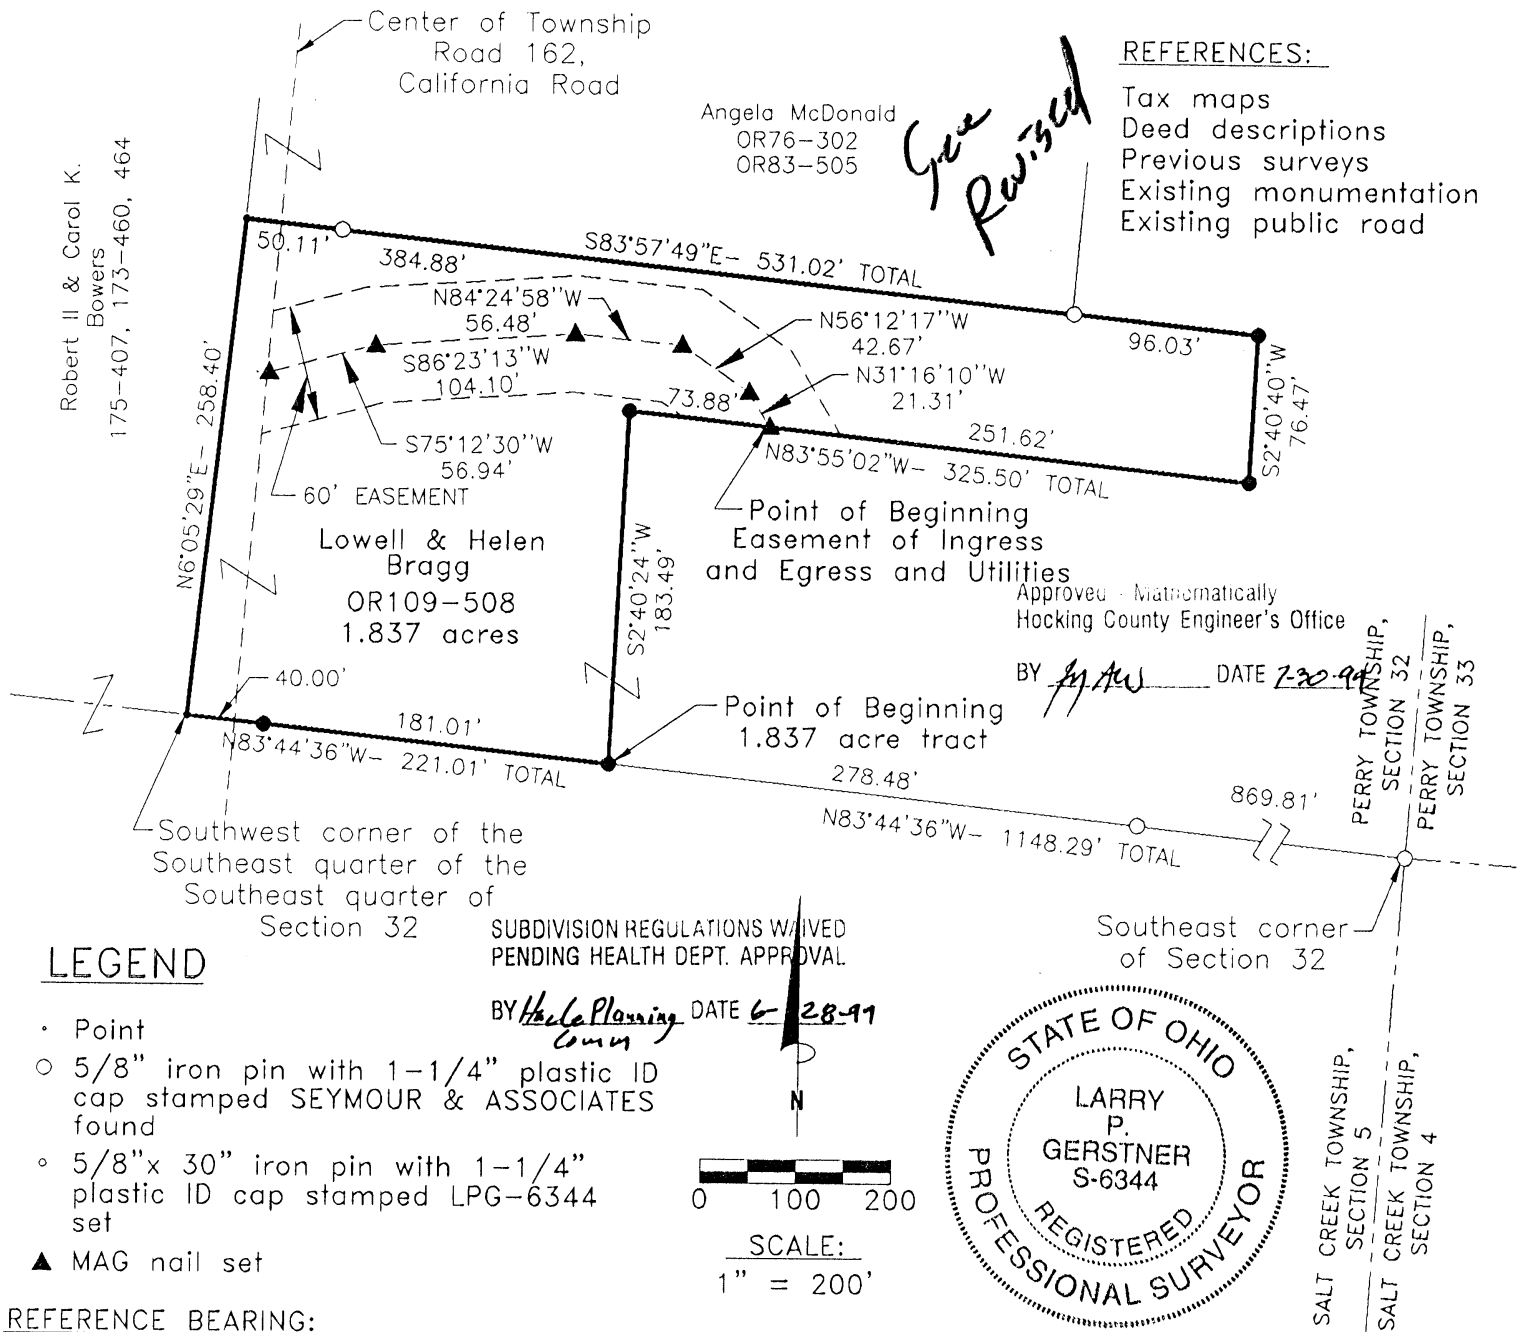 Center of Township
Road 162,
California Road
Robert II & Carol K.
Bowers
175-407, 173-460, 464
Angela McDonald
OR76-302
OR83-505
Revised
REFERENCES:
Tax maps
Deed descriptions
Previous surveys
Existing monumentation
Existing public road
50.11'
384.88'
S83°57'49"E- 531.02' TOTAL
96.03'
S2°40'40"W
76.47'
N84°24'58"W
56.48'
N56°12'17"W
42.67'
S86°23'13"W
104.10'
N31°16'10"W
21.31'
73.88'
251.62'
N83°55'02"W- 325.50' TOTAL
S75°12'30"W
56.94'
60' EASEMENT
N6°05'29"E- 258.40'
Lowell & Helen
Bragg
OR109-508
1.837 acres
S2°40'24"W
183.49'
Point of Beginning
Easement of Ingress
and Egress and Utilities
Approved - Mathematically
Hocking County Engineer's Office
BY DATE 7-30-99
PERRY TOWNSHIP,
SECTION 32
PERRY TOWNSHIP,
SECTION 33
40.00'
181.01'
N83°44'36"W- 221.01' TOTAL
Point of Beginning
1.837 acre tract
278.48'
869.81'
N83°44'36"W- 1148.29' TOTAL
Southwest corner of the
Southeast quarter of the
Southeast quarter of
Section 32
Southeast corner
of Section 32
SUBDIVISION REGULATIONS WAIVED
PENDING HEALTH DEPT. APPROVAL
BY Planning DATE 6-28-99
Comm
LEGEND
Point
5/8" iron pin with 1-1/4" plastic ID
cap stamped SEYMOUR & ASSOCIATES
found
5/8"x 30" iron pin with 1-1/4"
plastic ID cap stamped LPG-6344
set
MAG nail set
N
0 100 200
SCALE:
1" = 200'
STATE OF OHIO
LARRY
P.
GERSTNER
S-6344
REGISTERED
PROFESSIONAL SURVEYOR
SALT CREEK TOWNSHIP,
SECTION 5
SALT CREEK TOWNSHIP,
SECTION 4
REFERENCE BEARING: